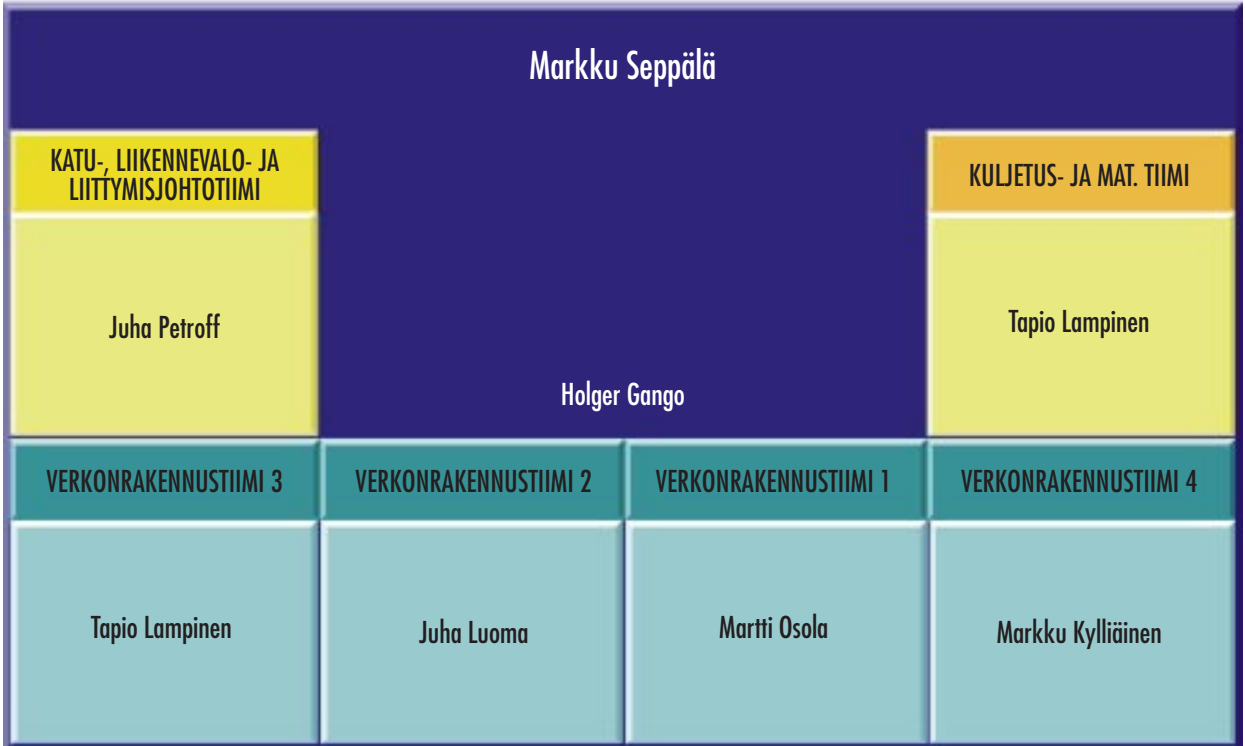 Markku Seppälä
KATU-, LIIKENNEVALO- JA
LIITTYMISJOHTOTIIMI
KULJETUS- JA MAT. TIIMI
Juha Petroff
Tapio Lampinen
Holger Gango
VERKONRAKENNUSTIIMI 3
VERKONRAKENNUSTIIMI 2
VERKONRAKENNUSTIIMI 1
VERKONRAKENNUSTIIMI 4
Tapio Lampinen
Juha Luoma
Martti Osola
Markku Kylliäinen